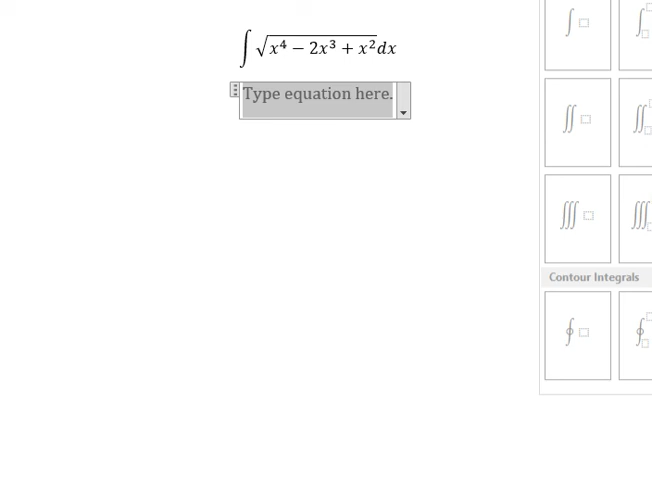 ∫ √(x⁴ − 2x³ + x²) dx
Type equation here.
∫
∫
∬
∬
∭
∭
Contour Integrals
∮
∮